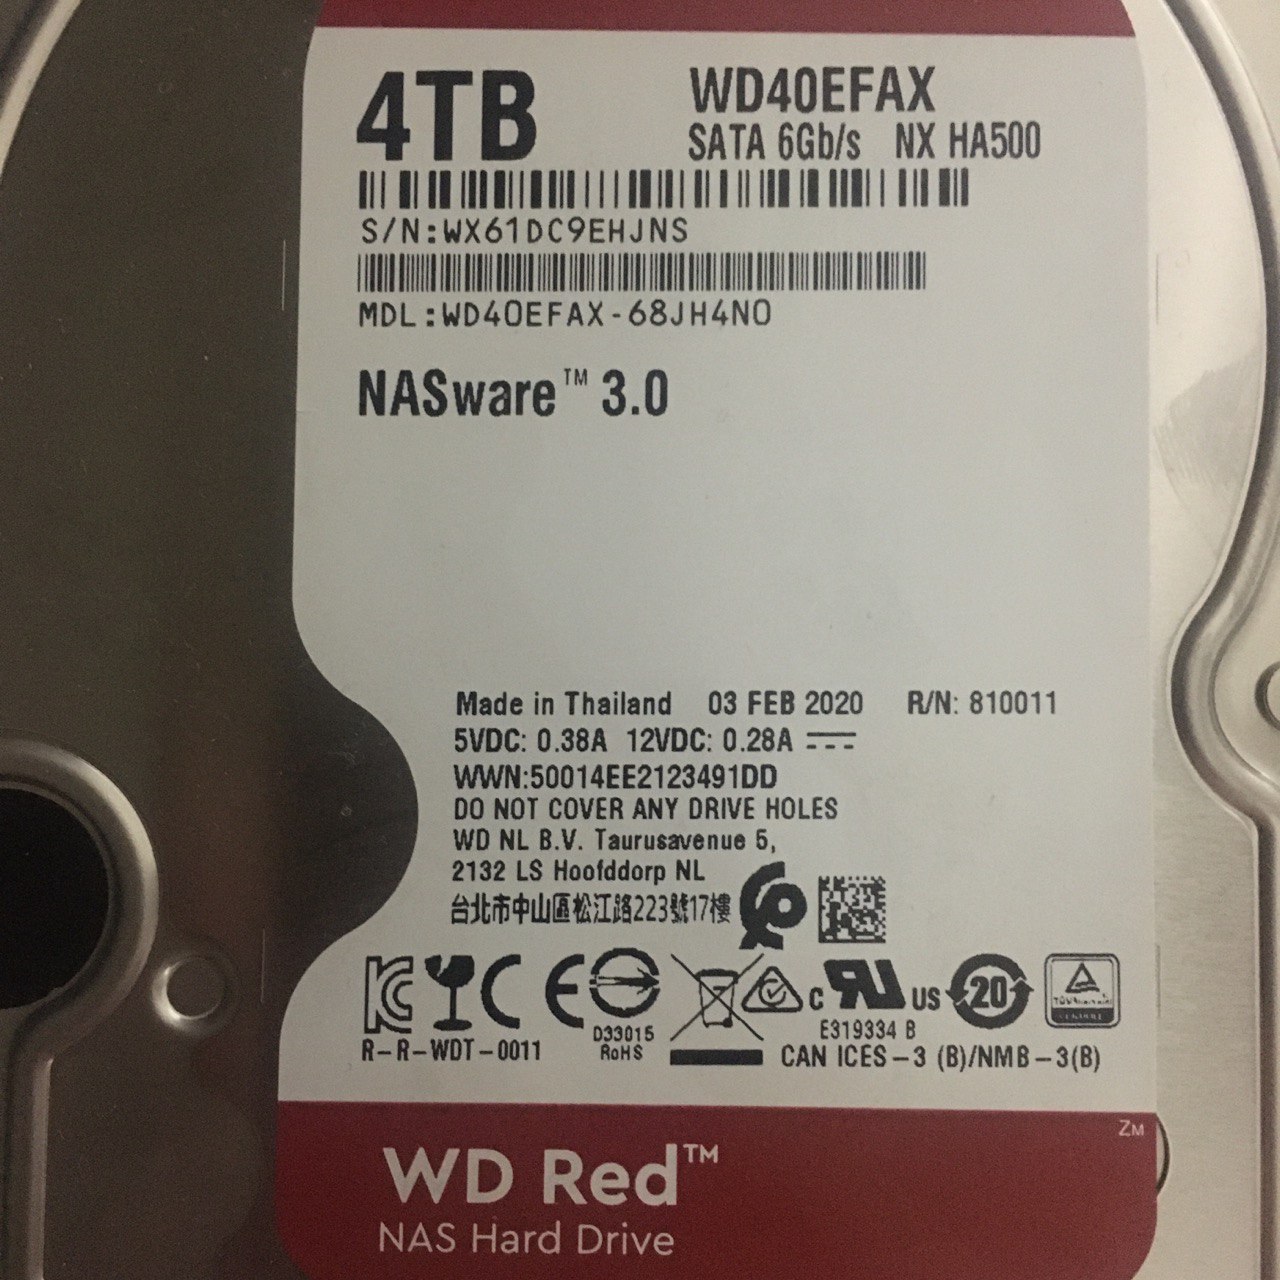 4TB
WD40EFAX
SATA 6Gb/s NX HA500
S/N:WX61DC9EHJNS
MDL:WD40EFAX-68JH4N0
NASware™ 3.0
Made in Thailand 03 FEB 2020 R/N: 810011
5VDC: 0.38A 12VDC: 0.28A
WWN:50014EE2123491DD
DO NOT COVER ANY DRIVE HOLES
WD NL B.V. Taurusavenue 5,
2132 LS Hoofddorp NL
台北市中山區松江路223號17樓
C US 20
D33015
RoHS
E319334 B
R-R-WDT-0011
CAN ICES-3 (B)/NMB-3(B)
ZM
WD Red™
NAS Hard Drive